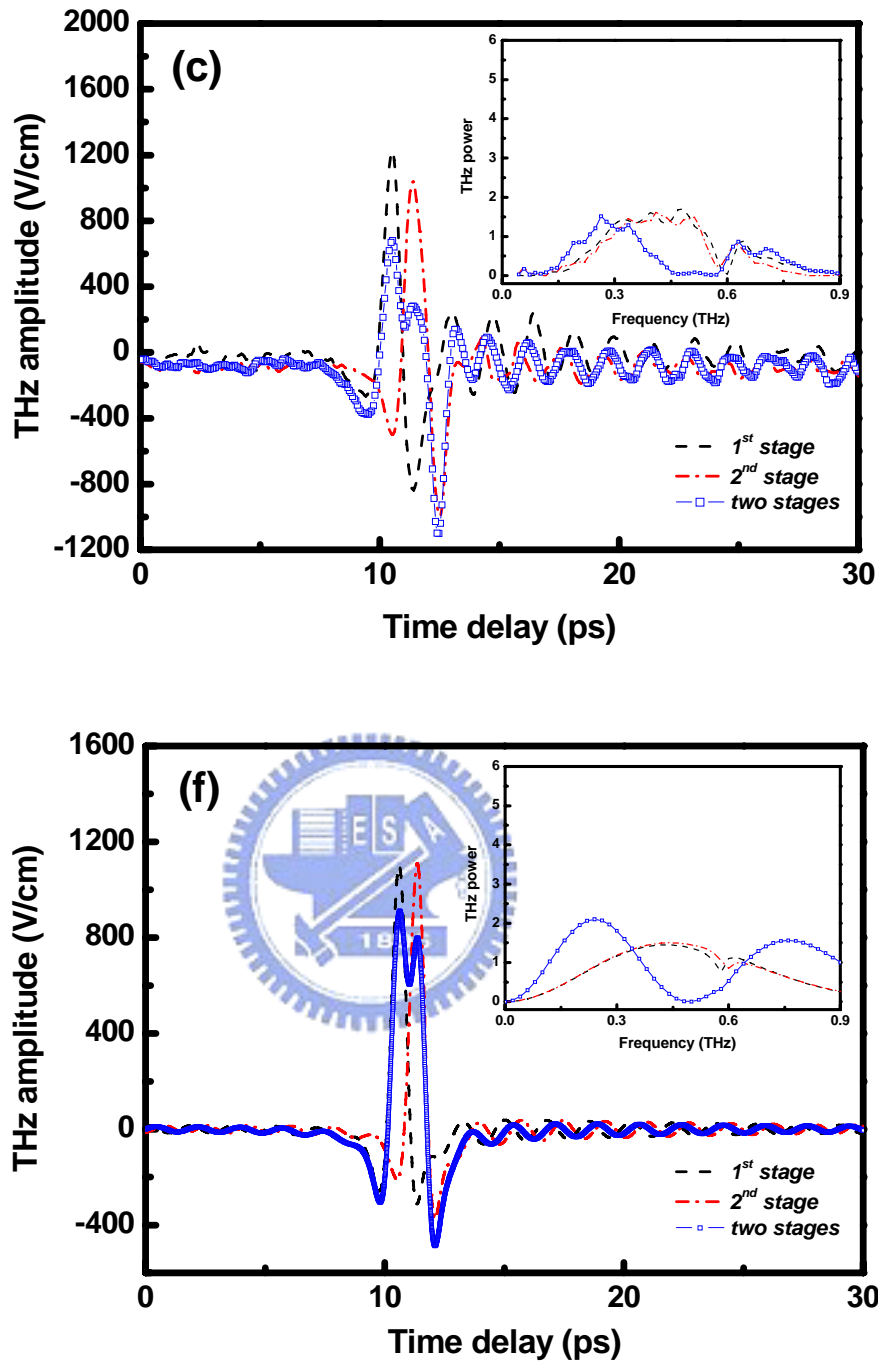 (c)
THz amplitude (V/cm)
2000
1600
1200
800
400
0
-400
-800
-1200
0
10
20
30
Time delay (ps)
THz power
6
5
4
3
2
1
0
0.0
0.3
0.6
0.9
Frequency (THz)
1st stage
2nd stage
two stages
(f)
THz amplitude (V/cm)
1600
1200
800
400
0
-400
0
10
20
30
Time delay (ps)
THz power
6
5
4
3
2
1
0
0.0
0.3
0.6
0.9
Frequency (THz)
1st stage
2nd stage
two stages
E S A